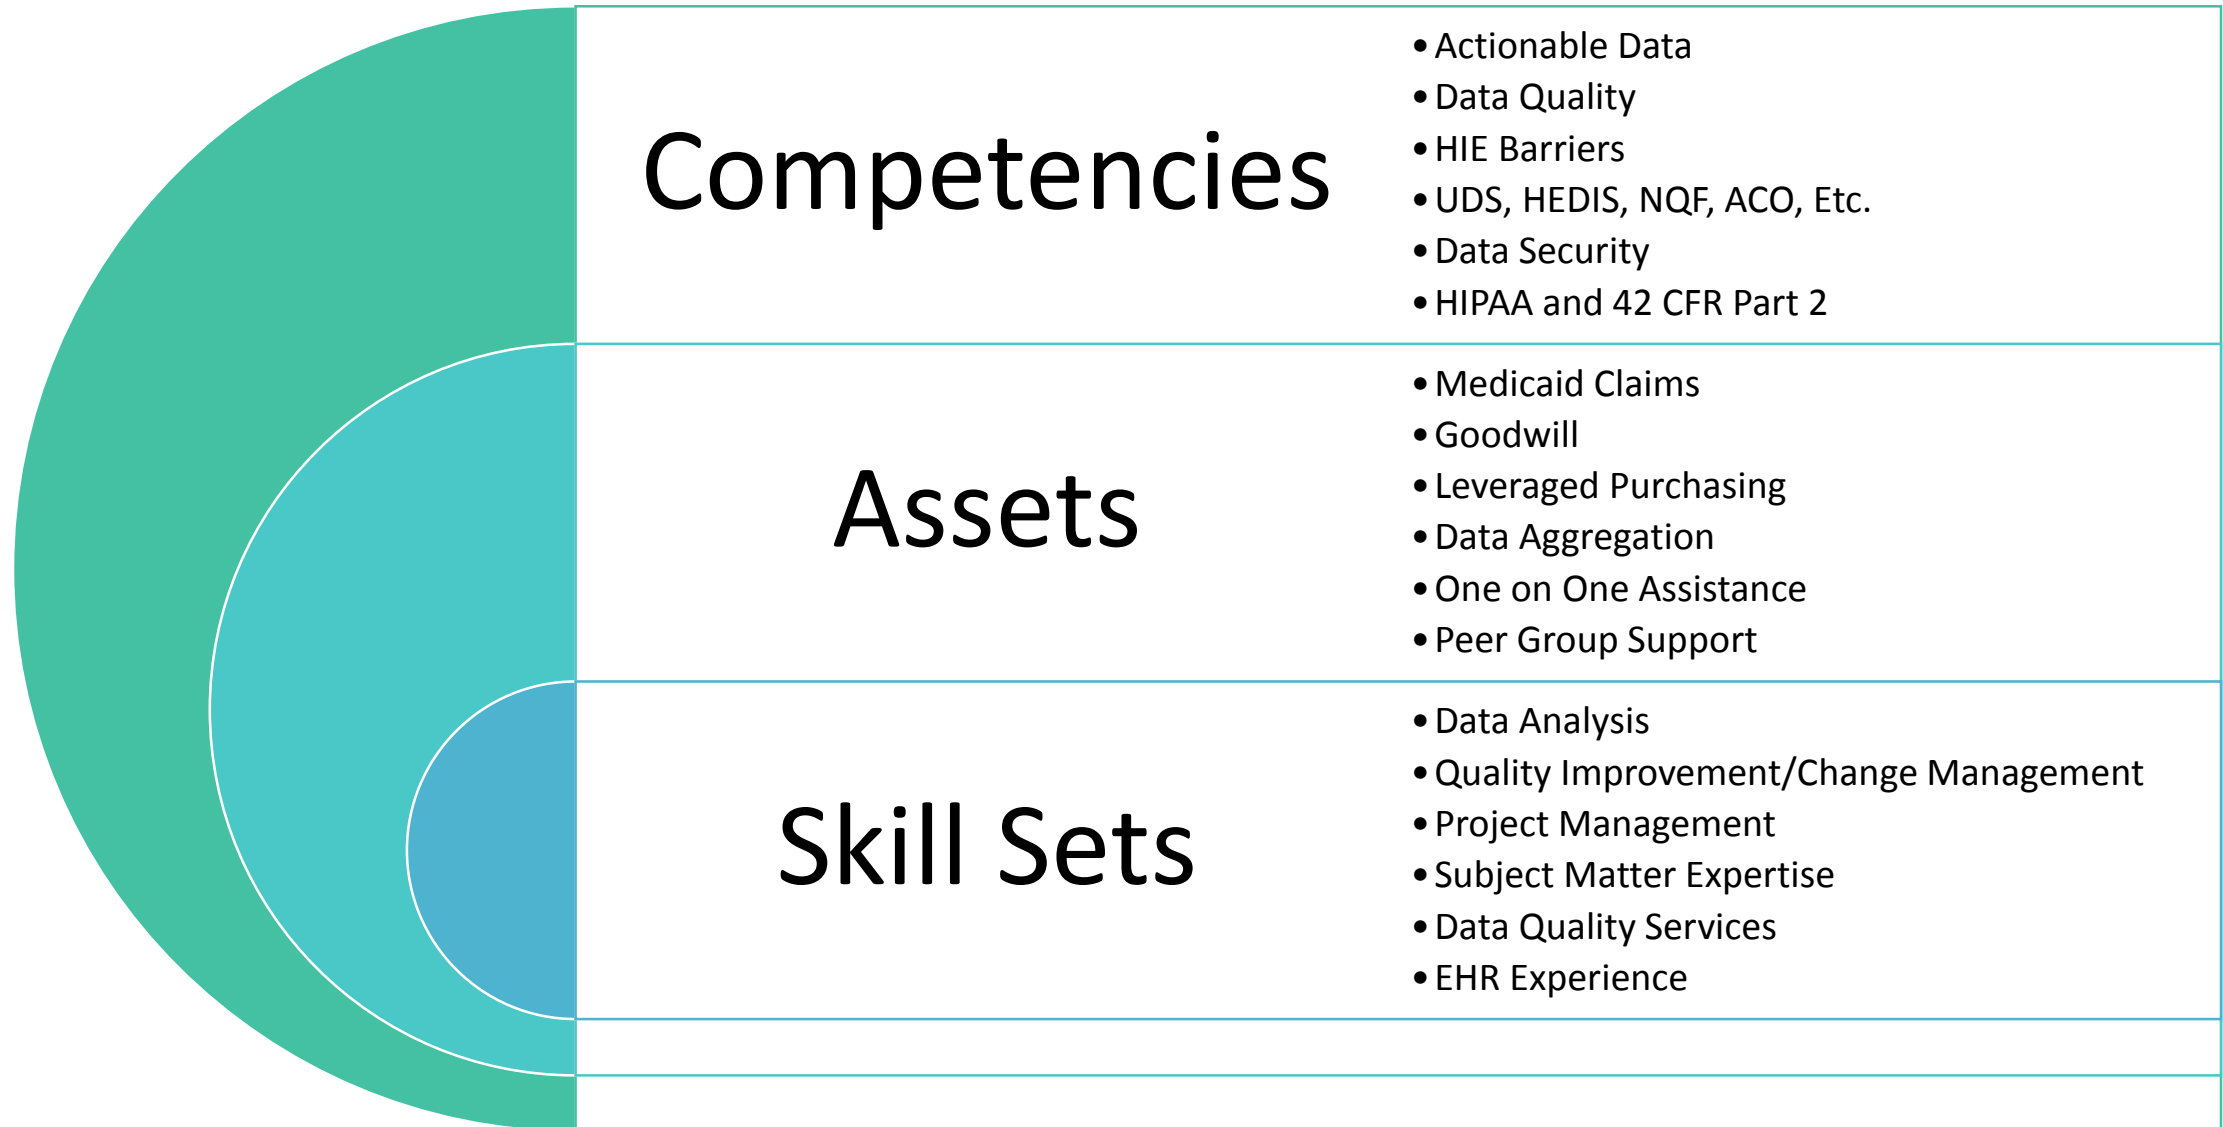 Competencies
•Actionable Data
•Data Quality
•HIE Barriers
•UDS, HEDIS, NQF, ACO, Etc.
•Data Security
•HIPAA and 42 CFR Part 2
Assets
•Medicaid Claims
•Goodwill
•Leveraged Purchasing
•Data Aggregation
•One on One Assistance
•Peer Group Support
Skill Sets
•Data Analysis
•Quality Improvement/Change Management
•Project Management
•Subject Matter Expertise
•Data Quality Services
•EHR Experience